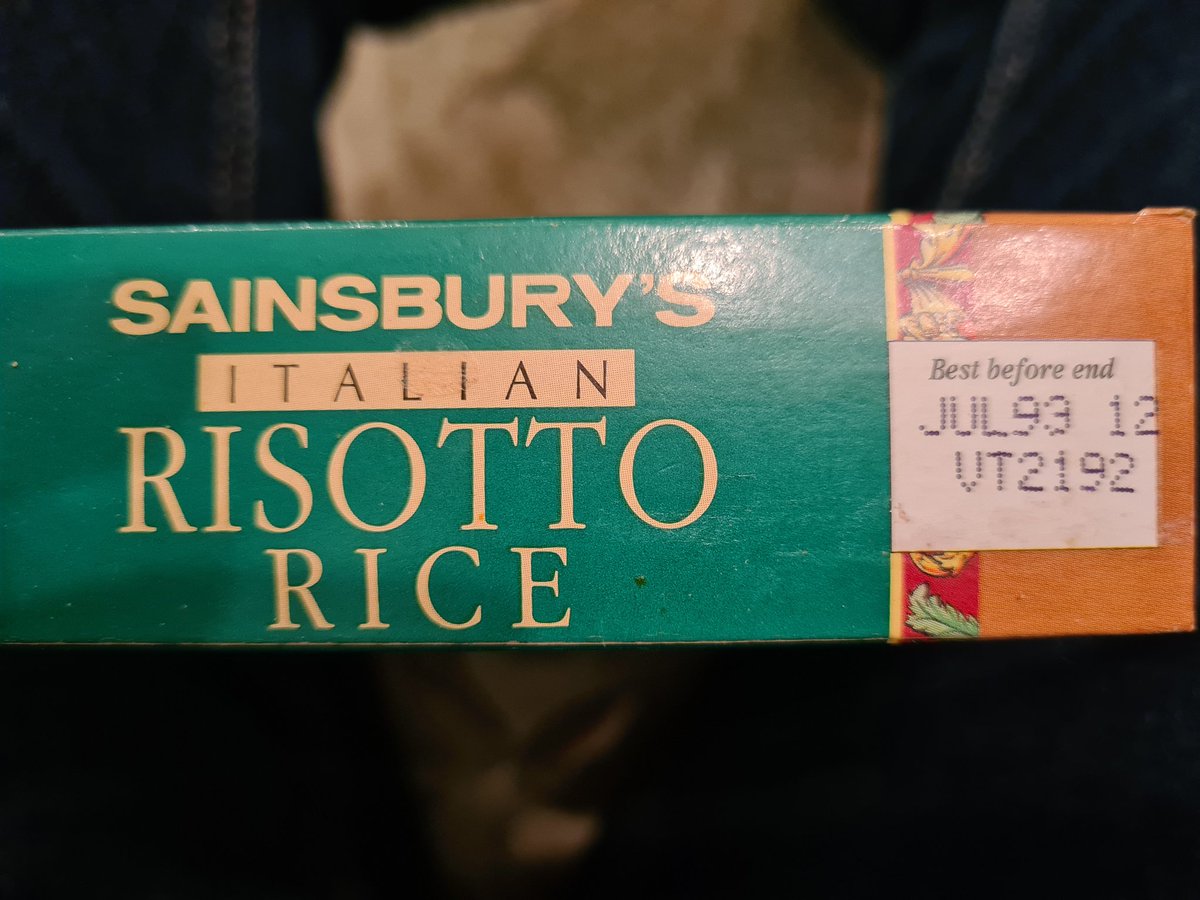 SAINSBURY'S
ITALIAN
RISOTTO
RICE
Best before end
JUL93 12
VT2192